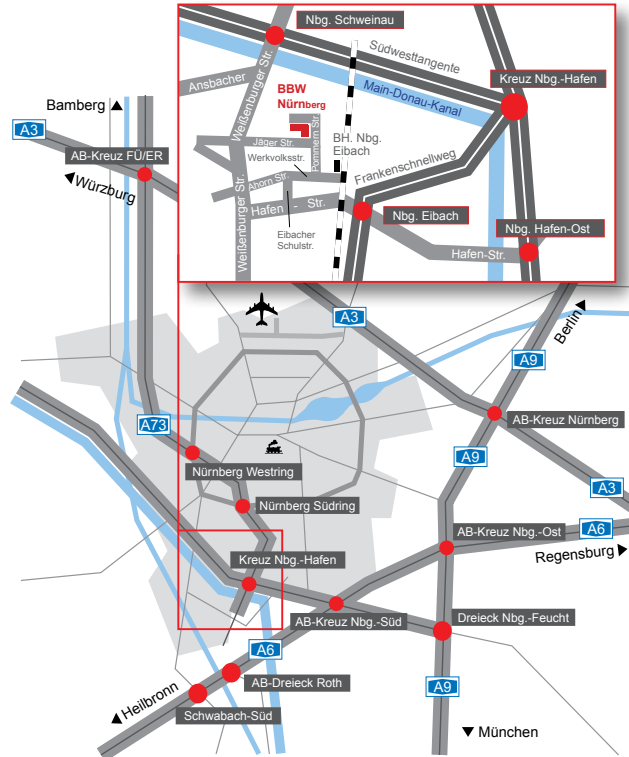 Nbg. Schweinau
Südwesttangente
Kreuz Nbg.-Hafen
Ansbacher
Weißenburger Str.
Main-Donau-Kanal
BBW
Nürnberg
Pommern Str.
Jäger Str.
BH. Nbg.
Eibach
Werkvolksstr.
Frankenschnellweg
Ahorn Str.
Weißenburger Str.
Hafen - Str.
Nbg. Eibach
Eibacher
Schulstr.
Nbg. Hafen-Ost
Hafen-Str.
Bamberg
A3
AB-Kreuz FÜ/ER
Würzburg
A3
Berlin
A9
AB-Kreuz Nürnberg
A73
A9
Nürnberg Westring
A3
Nürnberg Südring
AB-Kreuz Nbg.-Ost
A6
Regensburg
Kreuz Nbg.-Hafen
AB-Kreuz Nbg.-Süd
Dreieck Nbg.-Feucht
A6
AB-Dreieck Roth
A9
Heilbronn
Schwabach-Süd
München